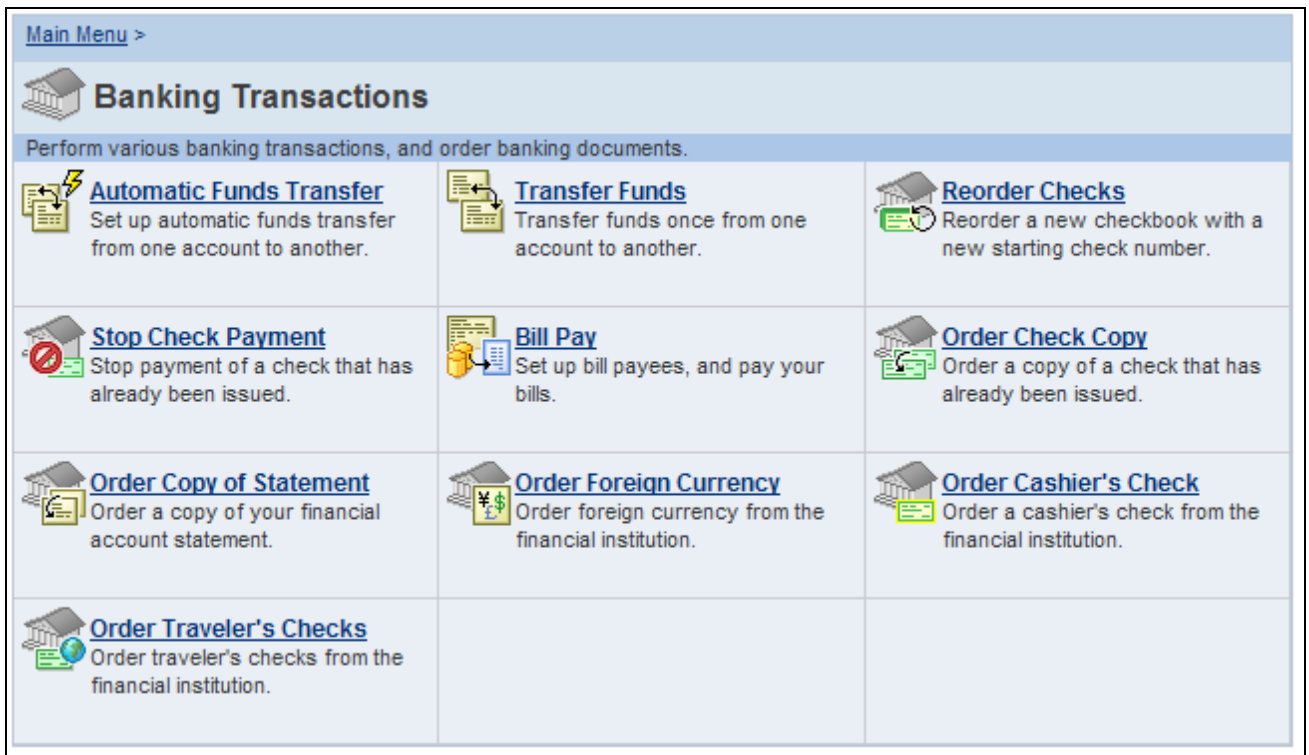 Main Menu >
Banking Transactions
Perform various banking transactions, and order banking documents.
Automatic Funds Transfer
Set up automatic funds transfer
from one account to another.
Transfer Funds
Transfer funds once from one
account to another.
Reorder Checks
Reorder a new checkbook with a
new starting check number.
Stop Check Payment
Stop payment of a check that has
already been issued.
Bill Pay
Set up bill payees, and pay your
bills.
Order Check Copy
Order a copy of a check that has
already been issued.
Order Copy of Statement
Order a copy of your financial
account statement.
Order Foreign Currency
Order foreign currency from the
financial institution.
Order Cashier's Check
Order a cashier's check from the
financial institution.
Order Traveler's Checks
Order traveler's checks from the
financial institution.